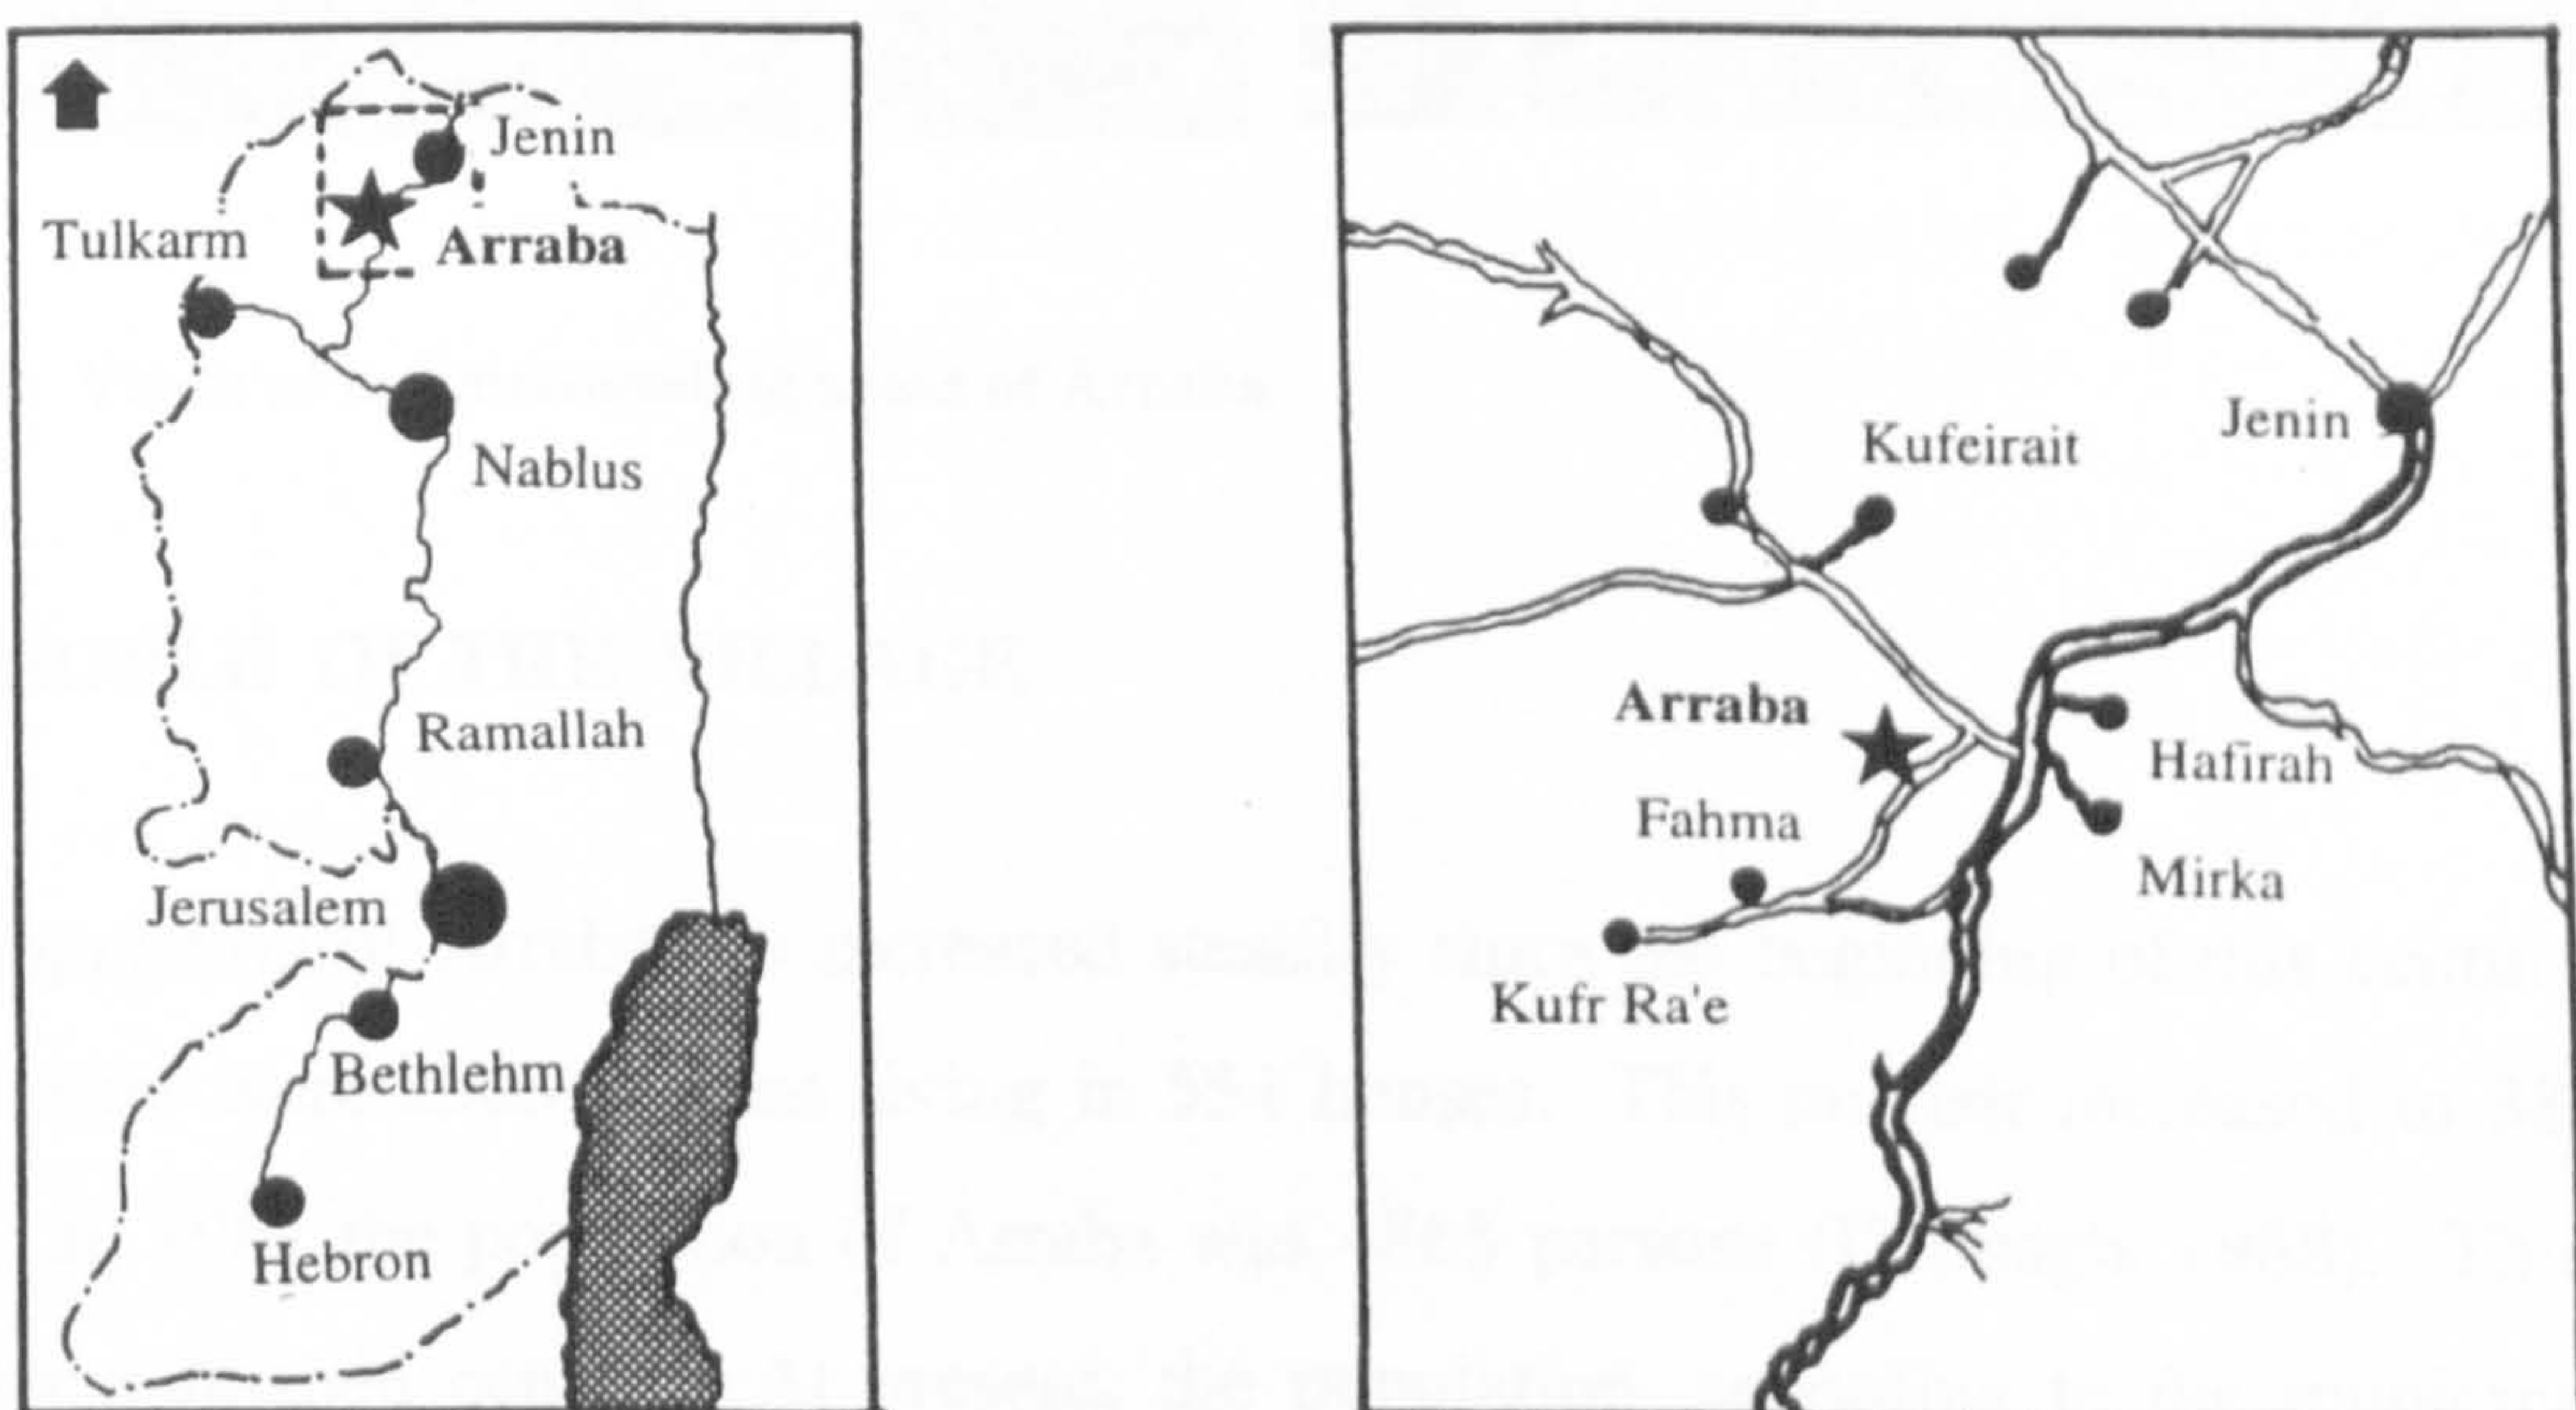 Jenin
Tulkarm
Arraba
Nablus
Ramallah
Jerusalem
Bethlehm
Hebron
Jenin
Kufeirait
Arraba
Hafirah
Fahma
Mirka
Kufr Ra'e